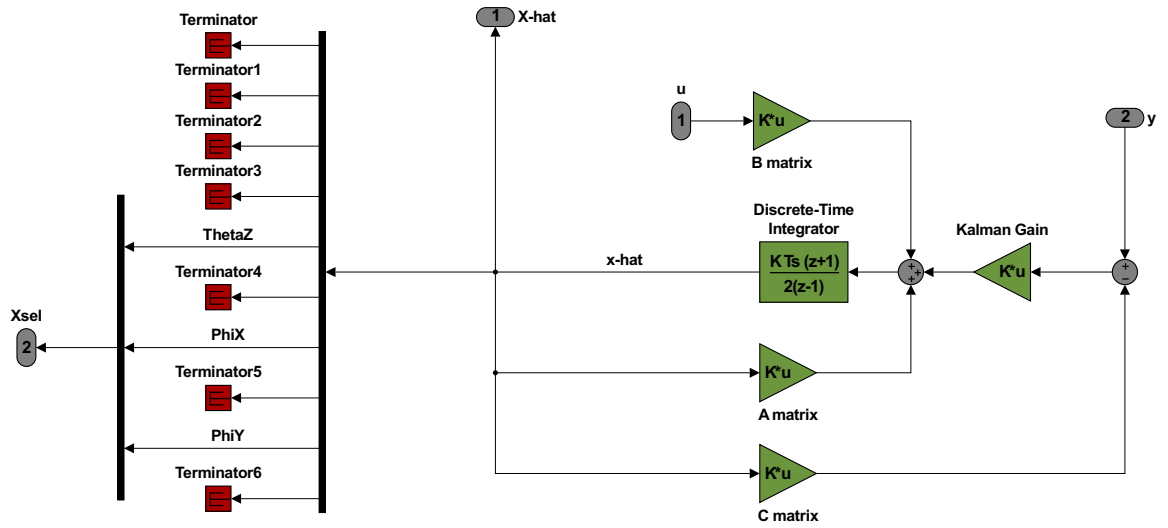 Terminator
Terminator1
Terminator2
Terminator3
ThetaZ
Terminator4
Xsel
2
PhiX
Terminator5
PhiY
Terminator6
1
X-hat
u
1
K*u
B matrix
2
y
Discrete-Time
Integrator
K Ts (z+1)
2(z-1)
x-hat
+
+
+
Kalman Gain
K*u
+
−
K*u
A matrix
K*u
C matrix